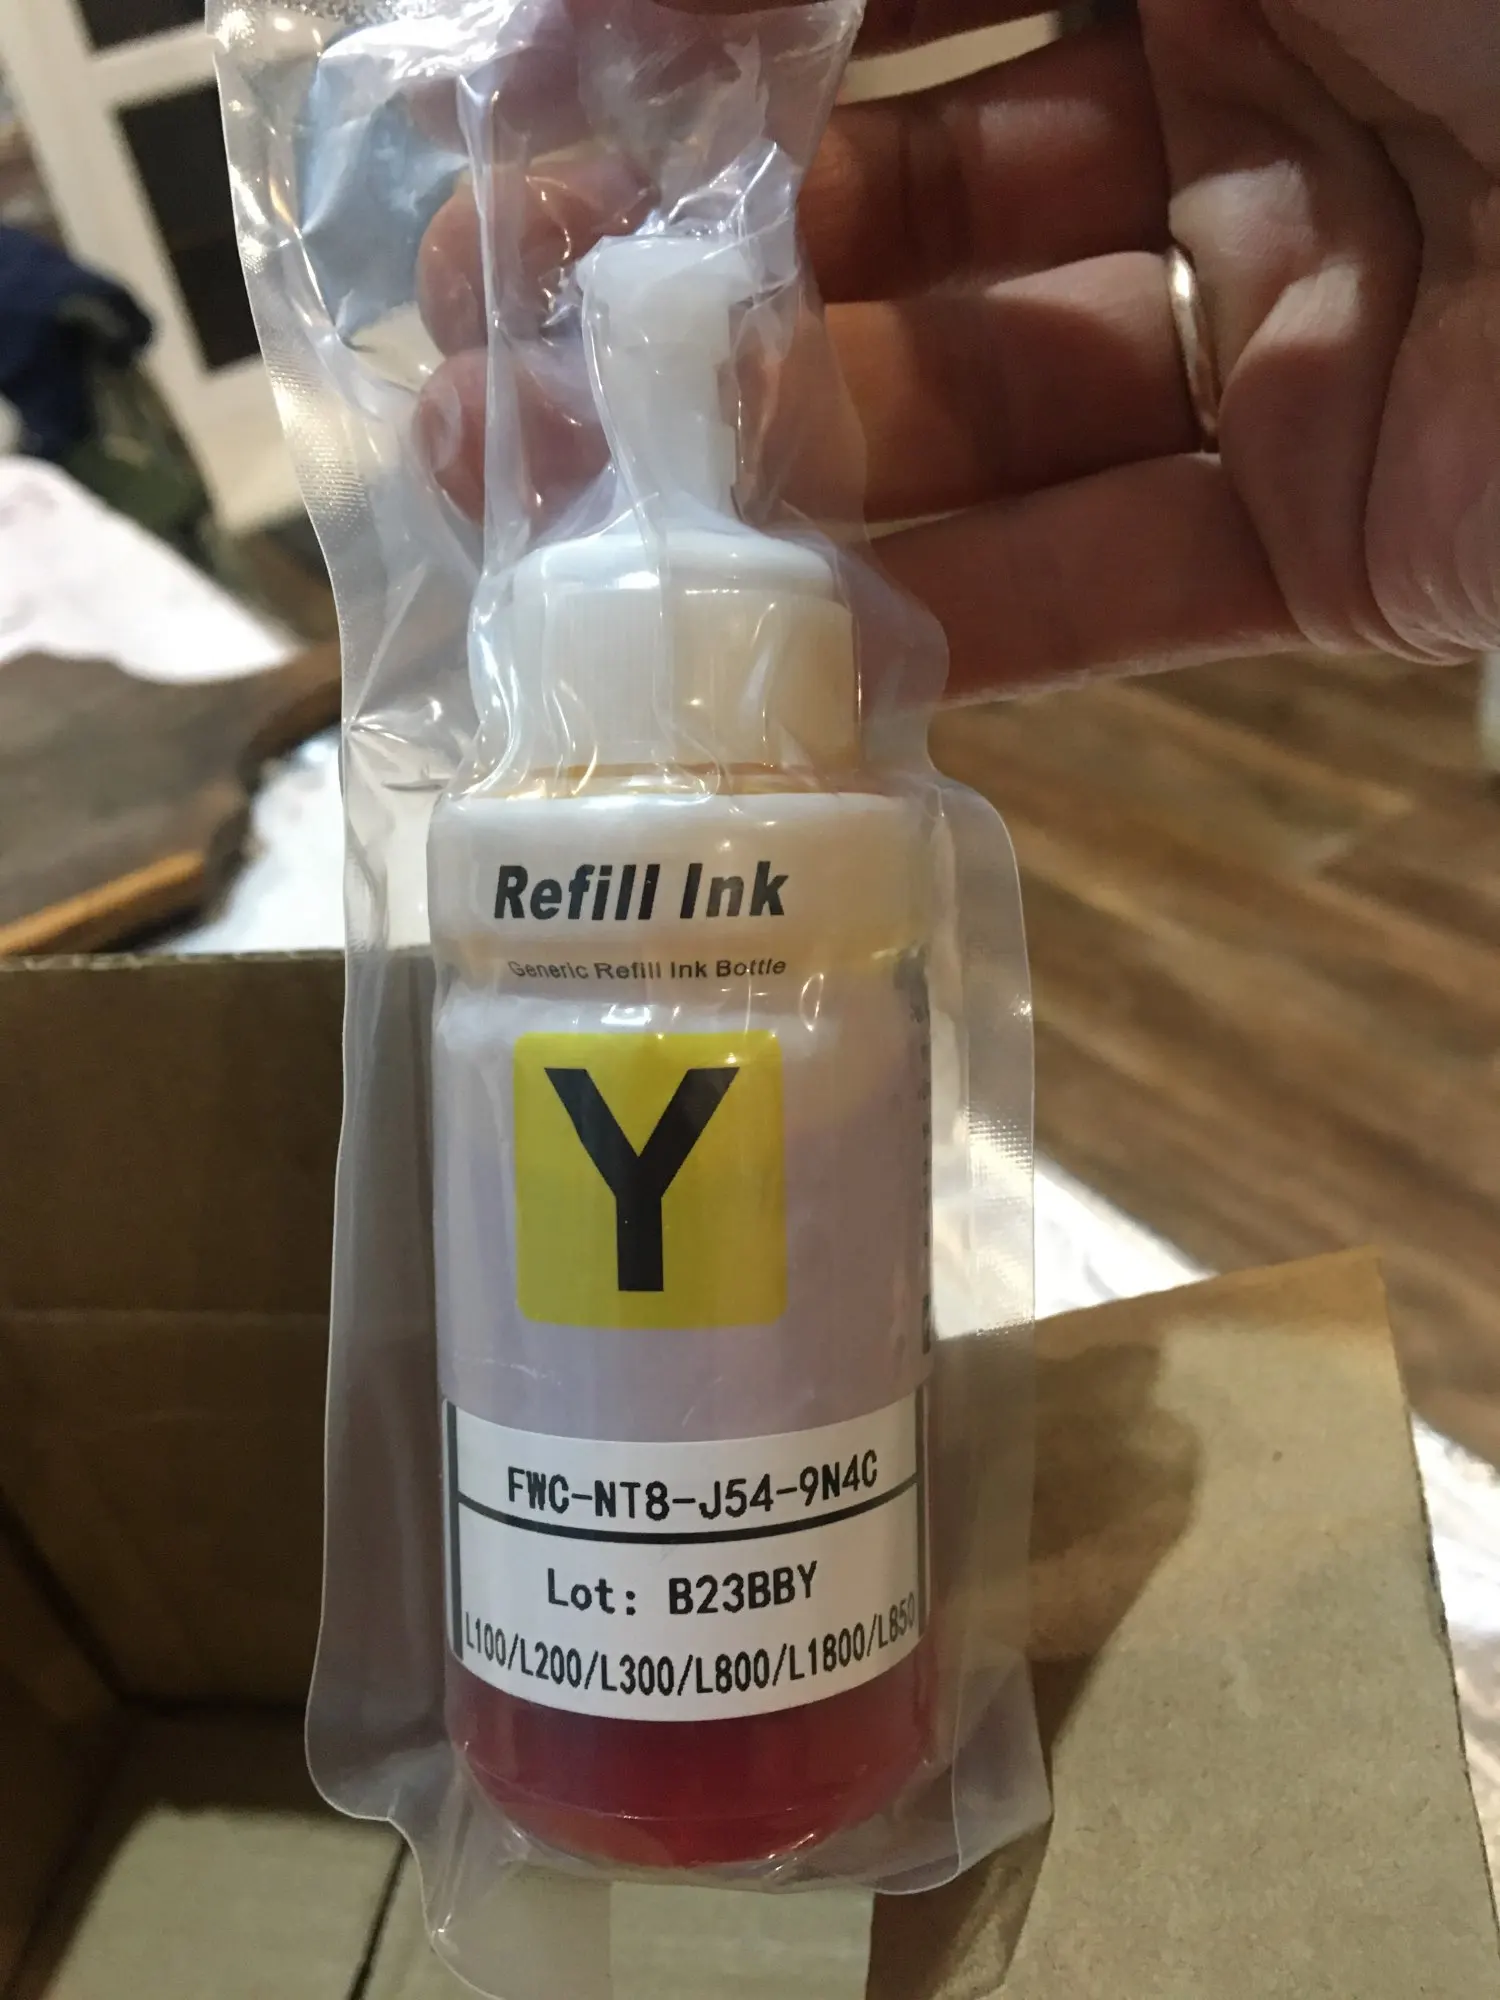 Refill Ink
Generic Refill Ink Bottle
Y
FWC-NT8-J54-9N4C
Lot: B23BBY
L100/L200/L300/L800/L1800/L850